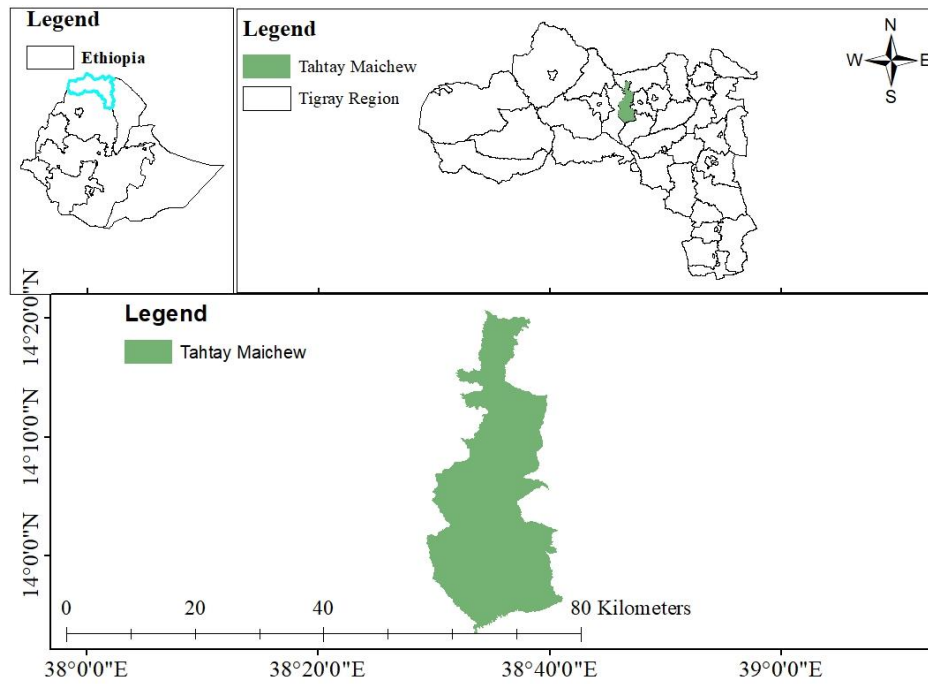 Legend
Ethiopia
Legend
Tahtay Maichew
Tigray Region
N
W E
S
Legend
Tahtay Maichew
14°20'0"N
14°10'0"N
14°0'0"N
0 20 40 80 Kilometers
38°0'0"E 38°20'0"E 38°40'0"E 39°0'0"E